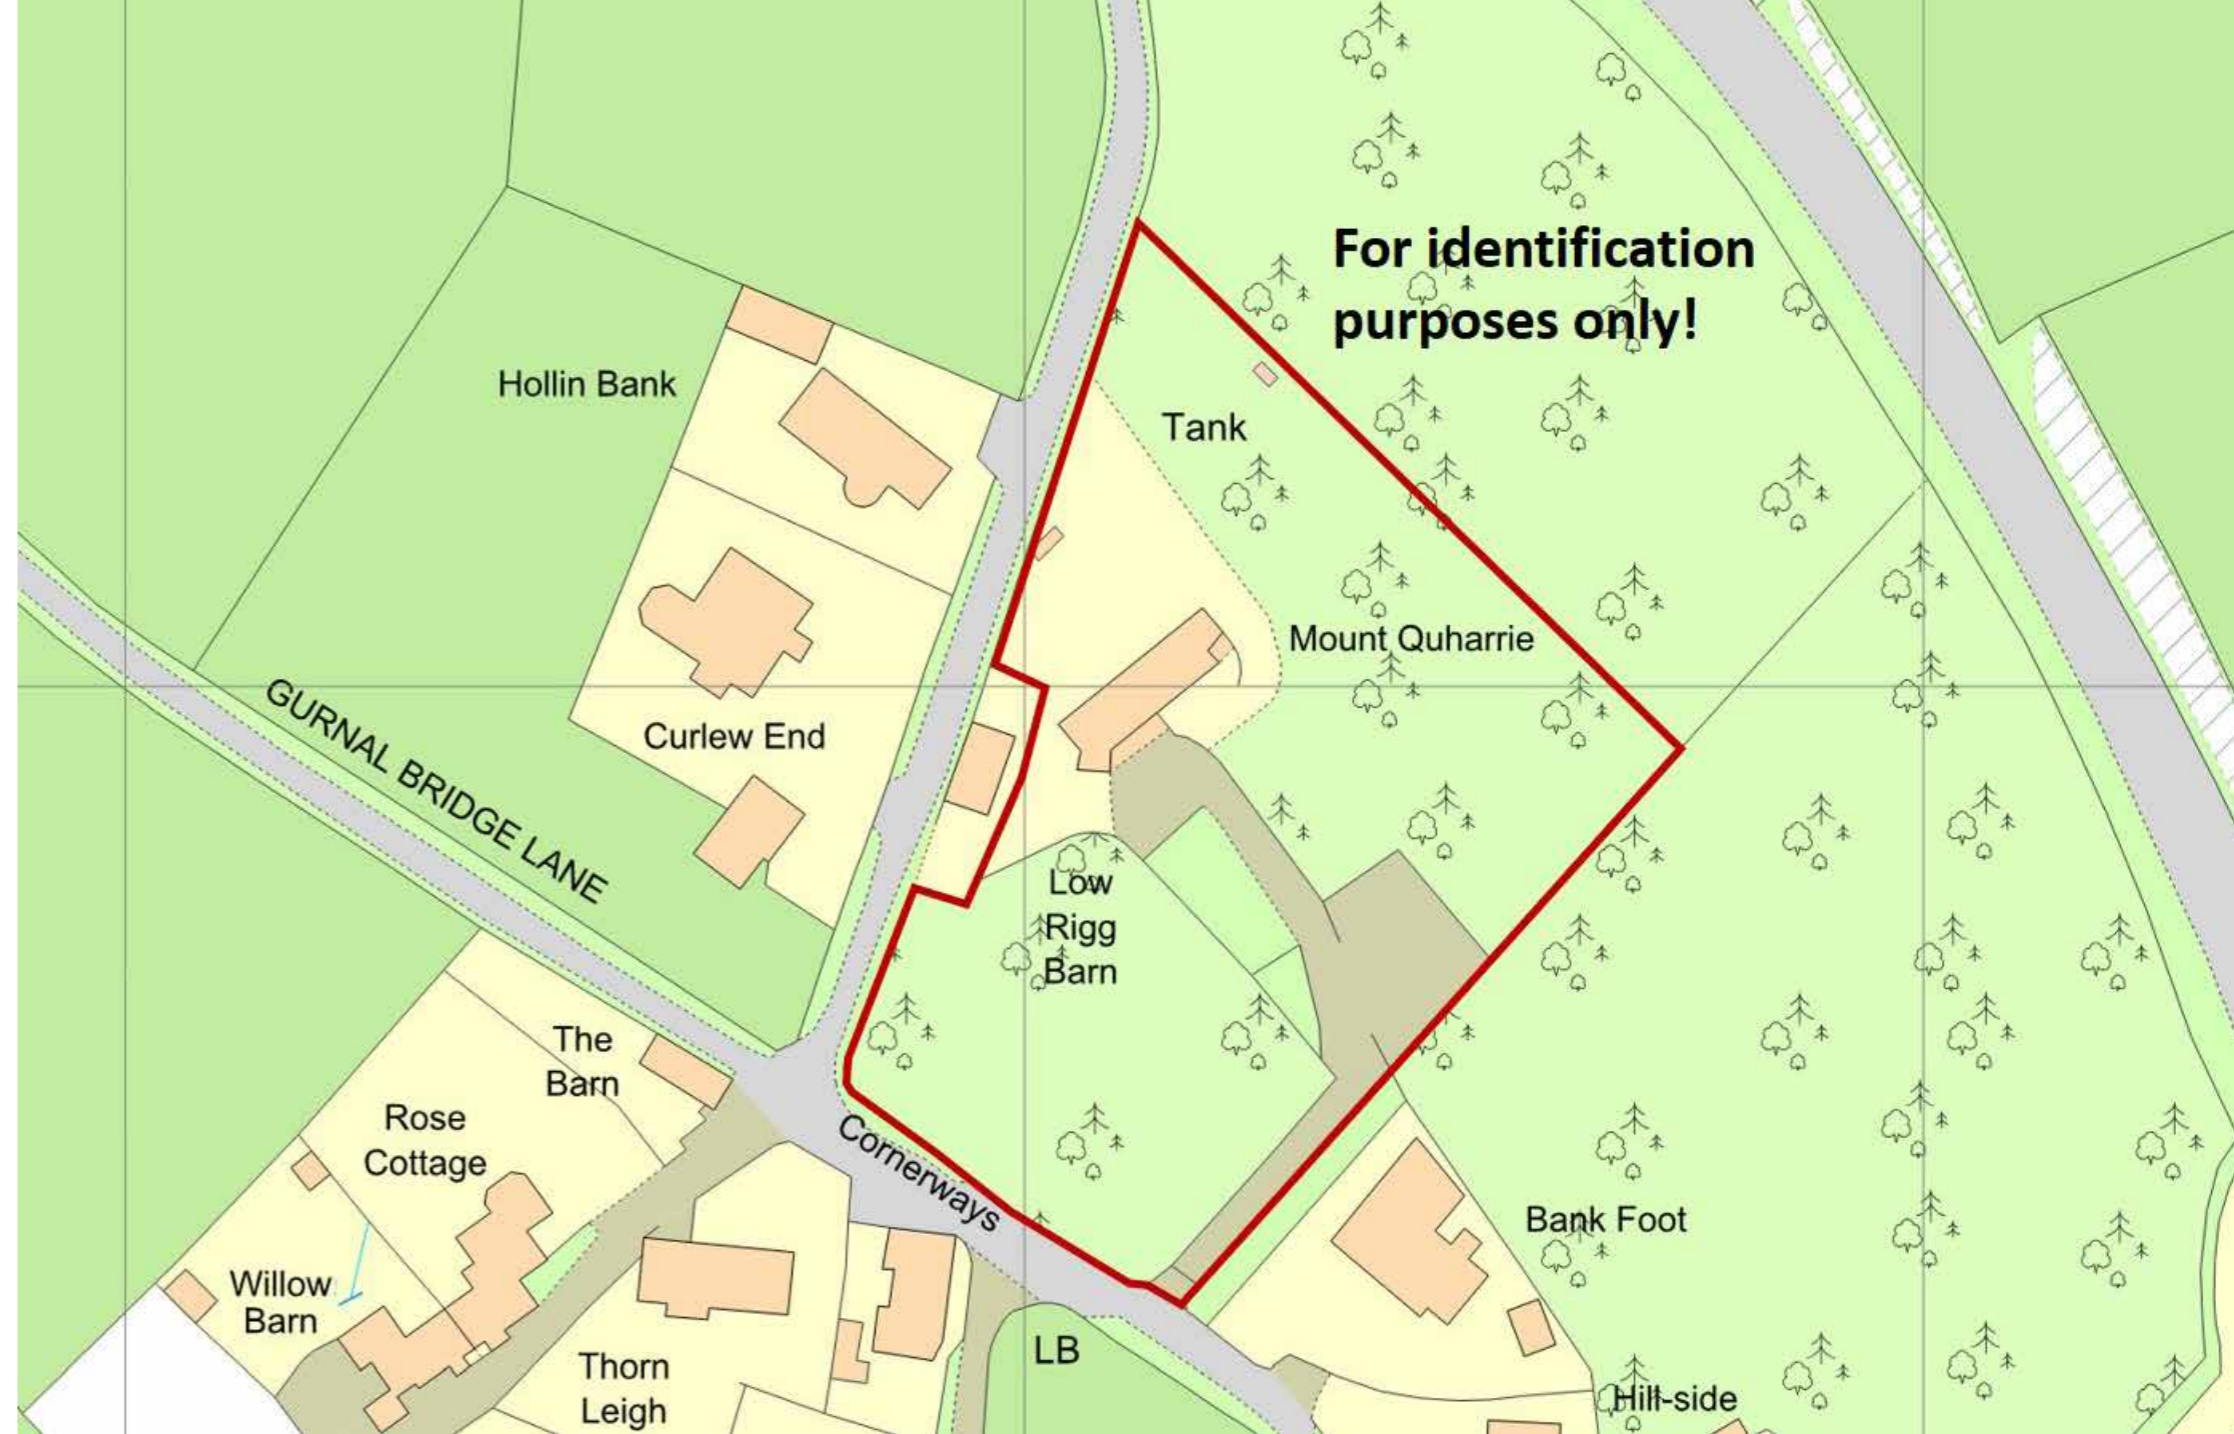 For identification
purposes only!
Hollin Bank
Tank
Mount Quharrie
Curlew End
GURNAL BRIDGE LANE
Low
Rigg
Barn
The
Barn
Rose
Cottage
Cornerways
Bank Foot
Willow
Barn
LB
Thorn
Leigh
Hill-side